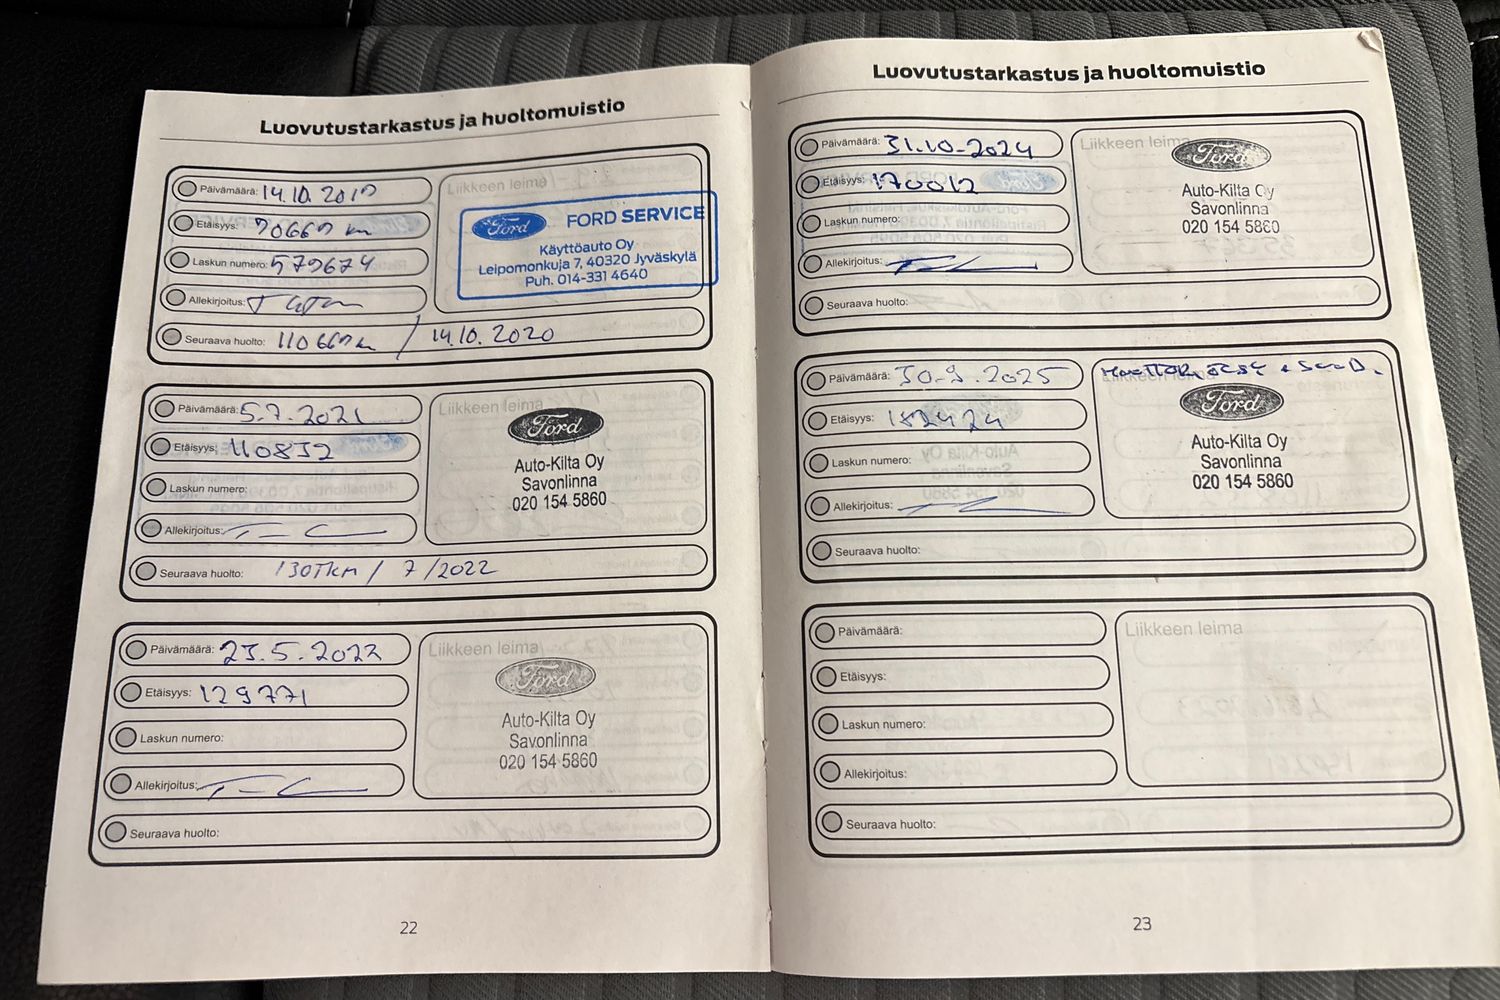 Luovutustarkastus ja huoltomuistio
Päivämäärä: 14.10.2019
Etäisyys: 90669 km
Laskun numero: 579674
Allekirjoitus:
Seuraava huolto: 110669 km / 14.10.2020
Liikkeen leima
Ford FORD SERVICE
Käyttöauto Oy
Leipomonkuja 7, 40320 Jyväskylä
Puh. 014-331 4640
Päivämäärä: 5.7.2021
Etäisyys: 110832
Laskun numero:
Allekirjoitus:
Seuraava huolto: 130TKM / 7 /2022
Liikkeen leima
Ford
Auto-Kilta Oy
Savonlinna
020 154 5860
Päivämäärä: 23.5.2022
Etäisyys: 129771
Laskun numero:
Allekirjoitus:
Seuraava huolto:
Liikkeen leima
Ford
Auto-Kilta Oy
Savonlinna
020 154 5860
22
Luovutustarkastus ja huoltomuistio
Päivämäärä: 31.10-2024
Etäisyys: 170012
Laskun numero:
Allekirjoitus:
Seuraava huolto:
Liikkeen leima
Ford
Auto-Kilta Oy
Savonlinna
020 154 5860
Päivämäärä: 30-9.2025
Etäisyys: 182424
Laskun numero:
Allekirjoitus:
Seuraava huolto:
Liikkeen leima
Ford
Auto-Kilta Oy
Savonlinna
020 154 5860
Päivämäärä:
Etäisyys:
Laskun numero:
Allekirjoitus:
Seuraava huolto:
Liikkeen leima
23